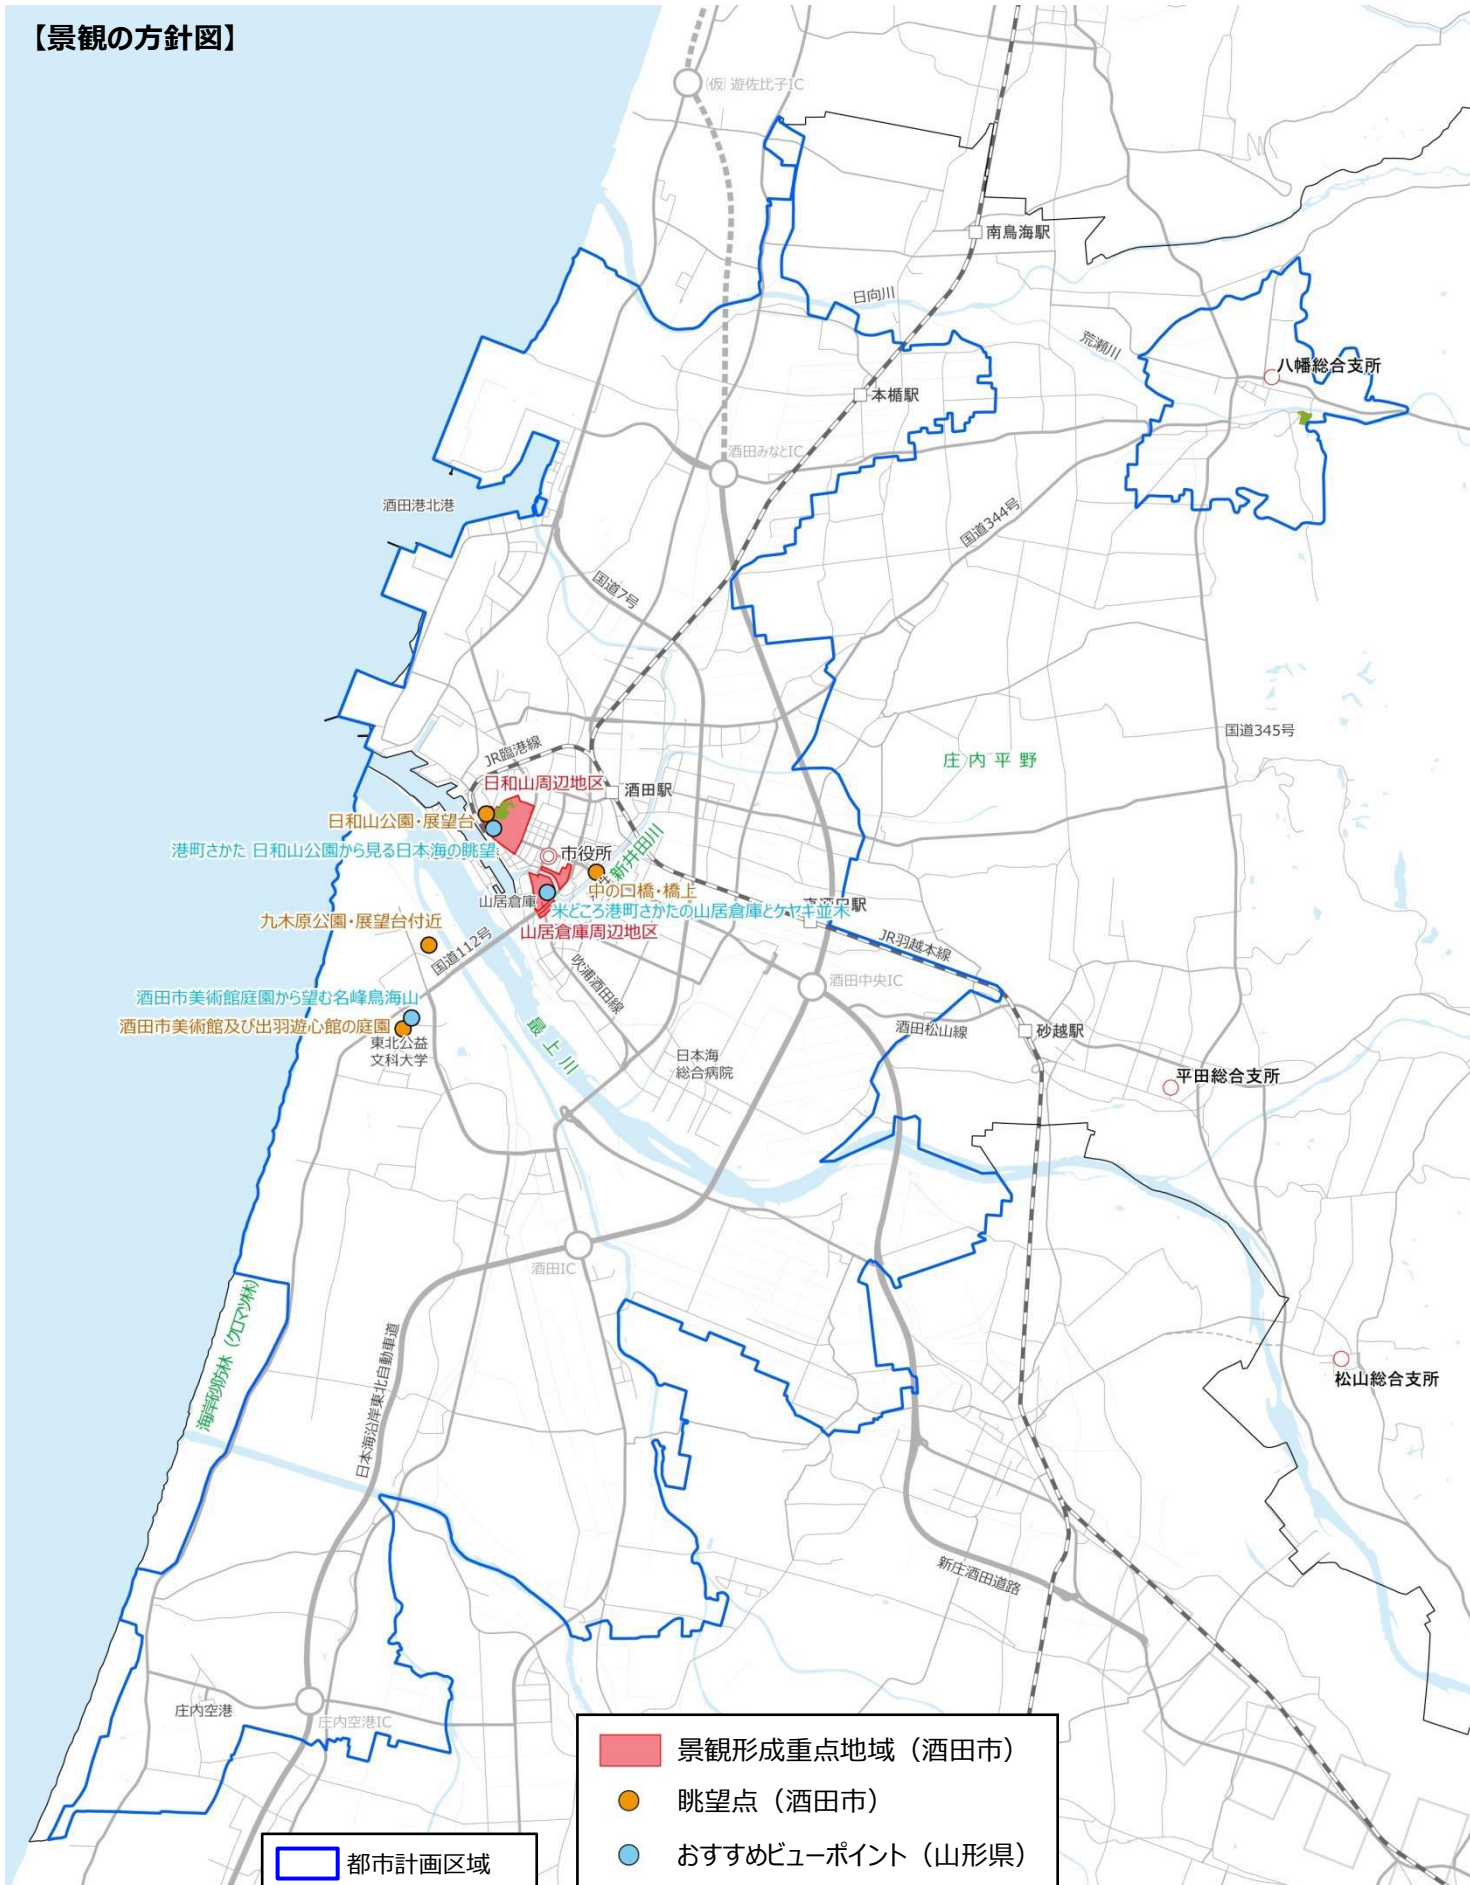 【景観の方針図】
(仮) 遊佐比子IC
南鳥海駅
日向川
荒瀬川
八幡総合支所
本楯駅
酒田みなとIC
酒田港北港
国道344号
国道7号
国道345号
庄内平野
JR臨港線
日和山周辺地区
酒田駅
日和山公園・展望台
新井田川
港町さかた 日和山公園から見る日本海の眺望
市役所
中の口橋・橋上
山居倉庫
米どころ港町さかたの山居倉庫とケヤキ並木
九木原公園・展望台付近
山居倉庫周辺地区
国道112号
JR羽越本線
吹浦酒田線
酒田中央IC
酒田市美術館庭園から望む名峰鳥海山
酒田市美術館及び出羽遊心館の庭園
東北公益
文科大学
最上川
酒田松山線
砂越駅
日本海
総合病院
平田総合支所
酒田IC
海岸砂防林（クロマツ林）
日本海沿岸東北自動車道
松山総合支所
新庄酒田道路
庄内空港
庄内空港IC
景観形成重点地域（酒田市）
眺望点（酒田市）
おすすめビューポイント（山形県）
都市計画区域